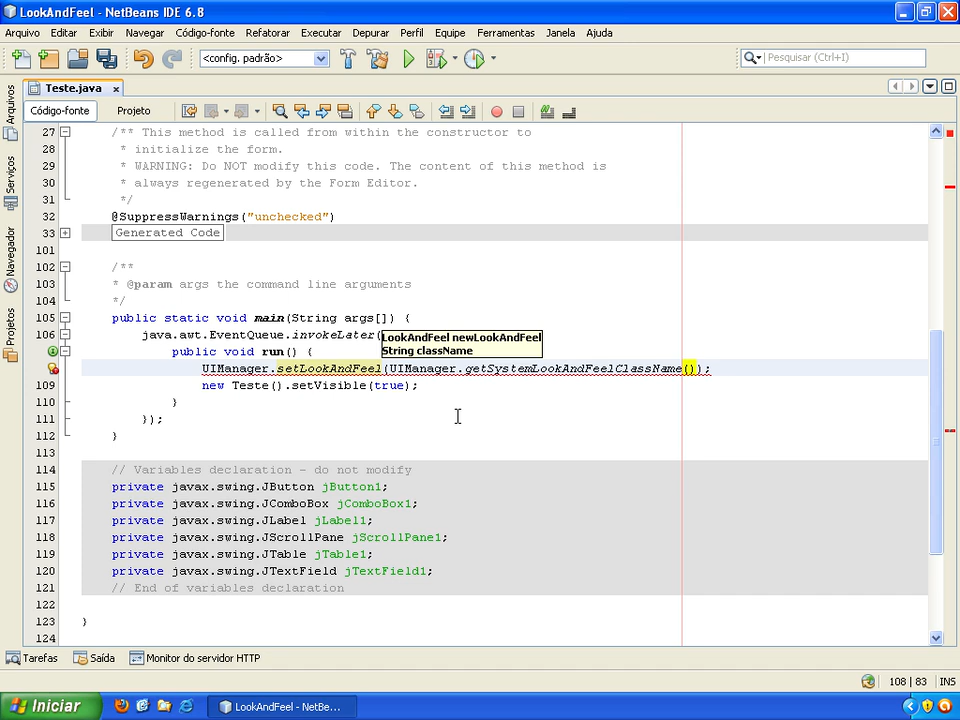 LookAndFeel - NetBeans IDE 6.8
Arquivo Editar Exibir Navegar Código-fonte Refatorar Executar Depurar Perfil Equipe Ferramentas Janela Ajuda
<config. padrão> Pesquisar (Ctrl+I)
Arquivos
Serviços
Navegador
Projetos
Teste.java x
Código-fonte Projeto
27 /** This method is called from within the constructor to
28 * initialize the form.
29 * WARNING: Do NOT modify this code. The content of this method is
30 * always regenerated by the Form Editor.
31 */
32 @SuppressWarnings("unchecked")
33 Generated Code
101
102 /**
103 * @param args the command line arguments
104 */
105 public static void main(String args[]) {
106 java.awt.EventQueue.invokeLater(
LookAndFeel newLookAndFeel
String className
public void run() {
UIManager.setLookAndFeel(UIManager.getSystemLookAndFeelClassName());
109 new Teste().setVisible(true);
110 }
111 });
112 }
113
114 // Variables declaration - do not modify
115 private javax.swing.JButton jButton1;
116 private javax.swing.JComboBox jComboBox1;
117 private javax.swing.JLabel jLabel1;
118 private javax.swing.JScrollPane jScrollPane1;
119 private javax.swing.JTable jTable1;
120 private javax.swing.JTextField jTextField1;
121 // End of variables declaration
122
123 }
124
Tarefas Saída Monitor do servidor HTTP
108 | 83 INS
Iniciar LookAndFeel - NetBe...